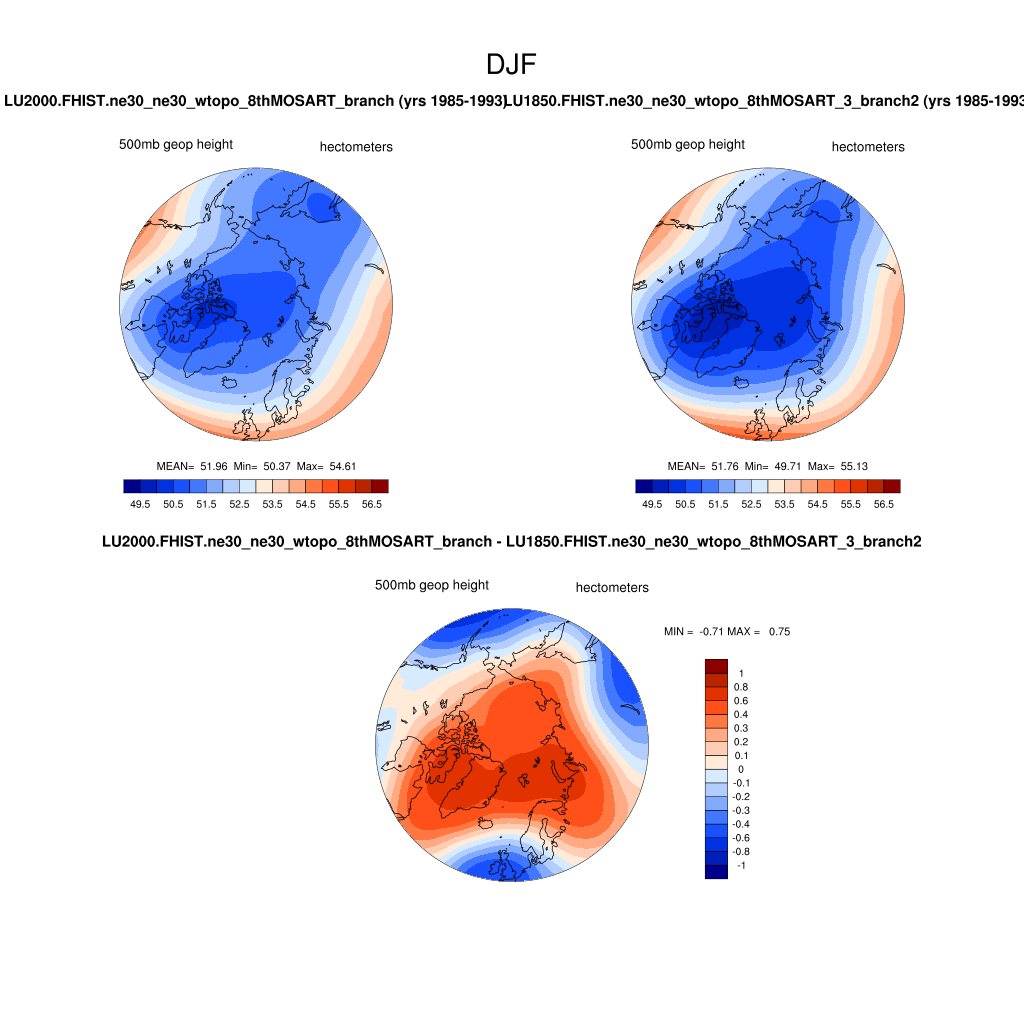 DJF
LU2000.FHIST.ne30_ne30_wtopo_8thMOSART_branch (yrs 1985-1993)
LU1850.FHIST.ne30_ne30_wtopo_8thMOSART_3_branch2 (yrs 1985-1993
500mb geop height hectometers
500mb geop height hectometers
MEAN= 51.96 Min= 50.37 Max= 54.61
MEAN= 51.76 Min= 49.71 Max= 55.13
49.5 50.5 51.5 52.5 53.5 54.5 55.5 56.5
49.5 50.5 51.5 52.5 53.5 54.5 55.5 56.5
LU2000.FHIST.ne30_ne30_wtopo_8thMOSART_branch - LU1850.FHIST.ne30_ne30_wtopo_8thMOSART_3_branch2
500mb geop height hectometers
MIN = -0.71 MAX = 0.75
1
0.8
0.6
0.4
0.3
0.2
0.1
0
-0.1
-0.2
-0.3
-0.4
-0.6
-0.8
-1